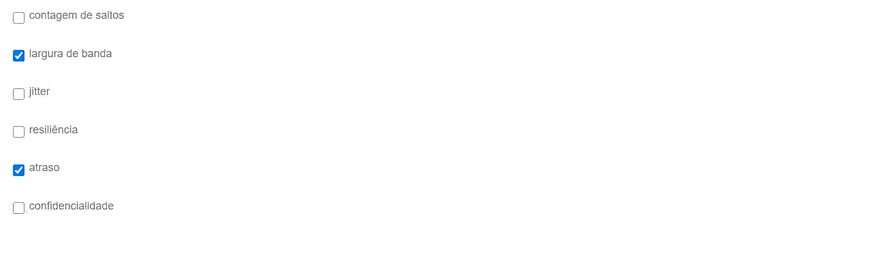 contagem de saltos
largura de banda
jitter
resiliência
atraso
confidencialidade